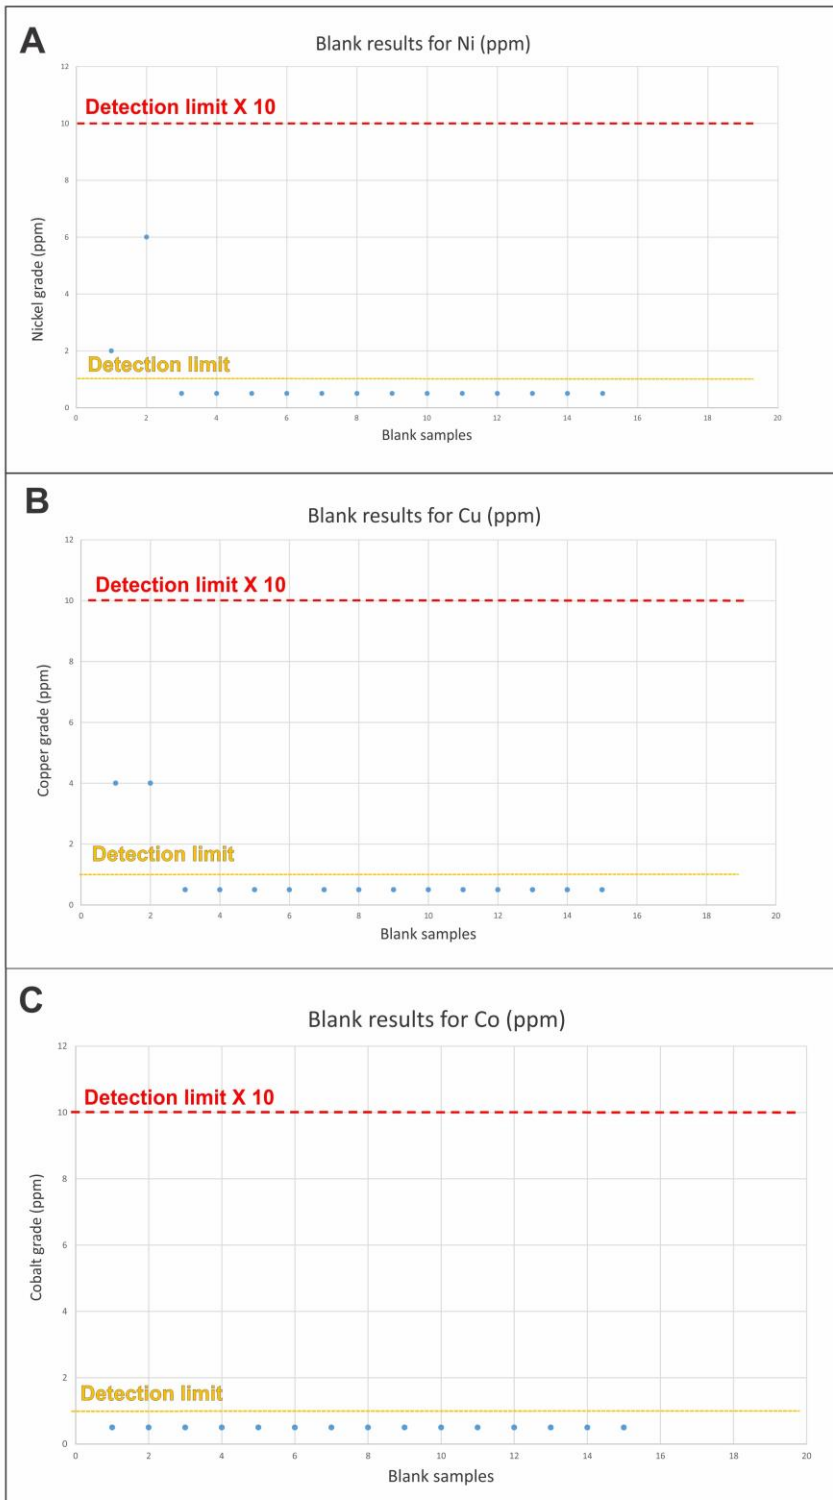 A
Blank results for Ni (ppm)
12
Detection limit X 10
10
8
6
4
2
Detection limit
0
Nickel grade (ppm)
0 2 4 6 8 10 12 14 16 18 20
Blank samples
B
Blank results for Cu (ppm)
12
Detection limit X 10
10
8
6
4
2
Detection limit
0
Copper grade (ppm)
0 2 4 6 8 10 12 14 16 18 20
Blank samples
C
Blank results for Co (ppm)
12
Detection limit X 10
10
8
6
4
2
Detection limit
0
Cobalt grade (ppm)
0 2 4 6 8 10 12 14 16 18 20
Blank samples